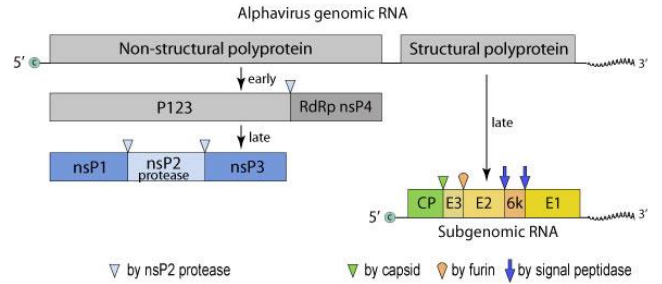 Alphavirus genomic RNA
Non-structural polyprotein
Structural polyprotein
5′ c
3′
early
P123
RdRp nsP4
late
late
nsP1
nsP2
protease
nsP3
CP
E3
E2
6k
E1
5′ c
3′
Subgenomic RNA
by nsP2 protease
by capsid
by furin
by signal peptidase